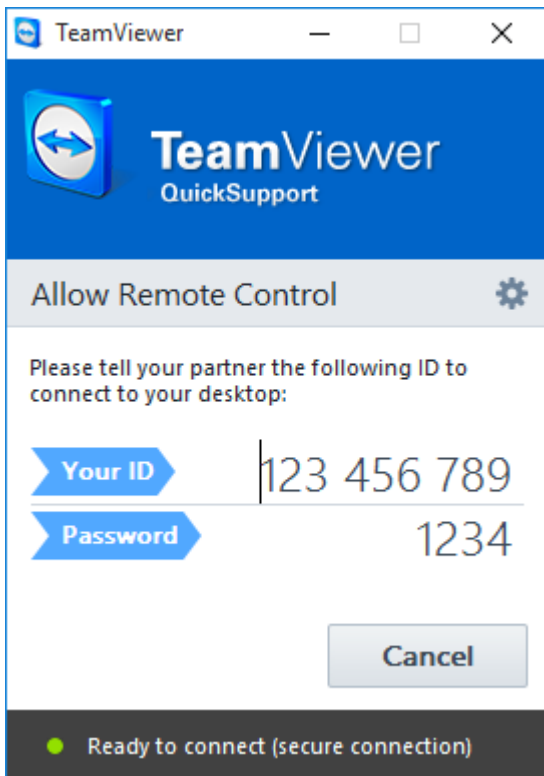 TeamViewer
TeamViewer
QuickSupport
Allow Remote Control
Please tell your partner the following ID to
connect to your desktop:
Your ID 123 456 789
Password 1234
Cancel
Ready to connect (secure connection)